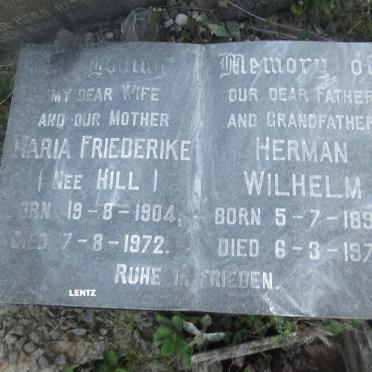 In Loving Memory of
MY DEAR WIFE
AND OUR MOTHER
MARIA FRIEDERIKE
(NEE HILL)
BORN 19-8-1904.
DIED 7-8-1972.
OUR DEAR FATHER
AND GRANDFATHER
HERMAN
WILHELM
BORN 5-7-189
DIED 6-3-197
RUHE IN FRIEDEN.
LENTZ